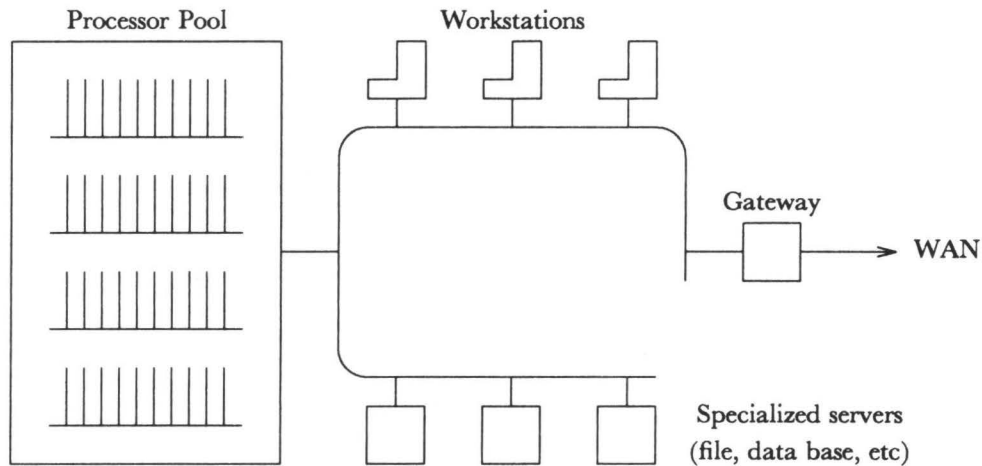 Processor Pool
Workstations
Gateway
WAN
Specialized servers
(file, data base, etc)